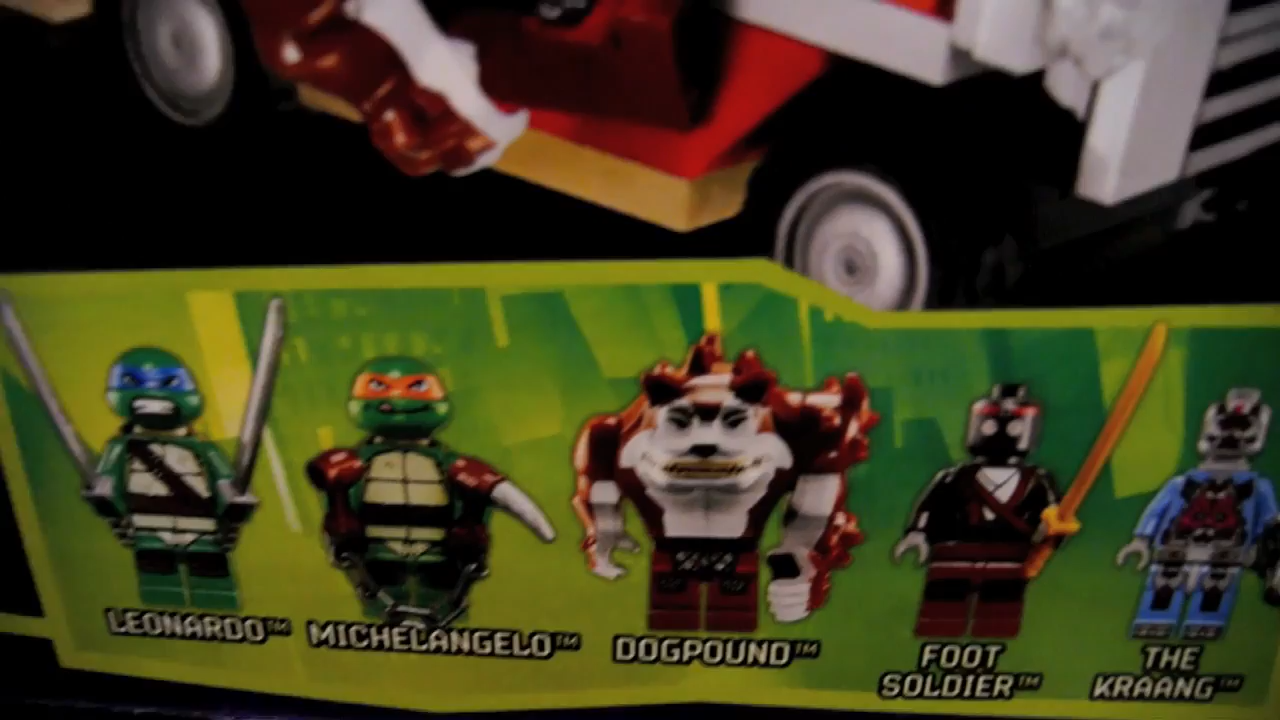 LEONARDO™
MICHELANGELO™
DOGPOUND™
FOOT
SOLDIER™
THE
KRAANG™